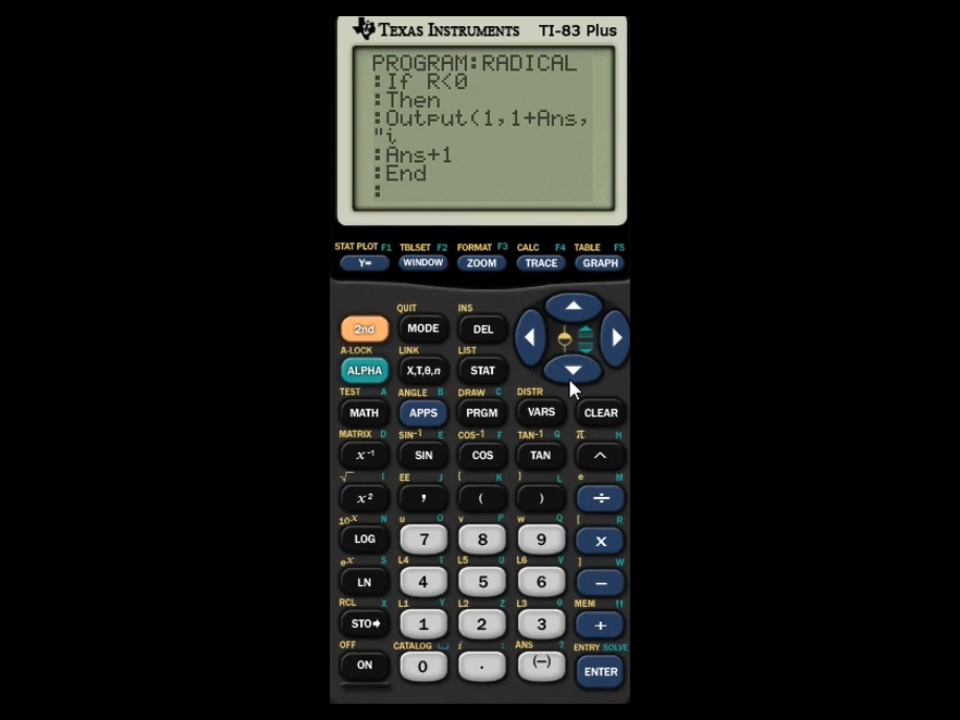 TEXAS INSTRUMENTS TI-83 Plus
PROGRAM:RADICAL
:If R<0
:Then
:Output(1,1+Ans,
"i
:Ans+1
:End
:
STAT PLOT F1 TBLSET F2 FORMAT F3 CALC F4 TABLE F5
Y= WINDOW ZOOM TRACE GRAPH
QUIT INS
2nd MODE DEL
A-LOCK LINK LIST
ALPHA X,T,θ,n STAT
TEST A ANGLE B DRAW C DISTR
MATH APPS PRGM VARS CLEAR
MATRIX D SIN⁻¹ E COS⁻¹ F TAN⁻¹ G π H
x⁻¹ SIN COS TAN ^
√ I EE J { K } L e M
x² , ( ) ÷
10ˣ N u O v P w Q [ R
LOG 7 8 9 x
eˣ S L4 T L5 U L6 V ] W
LN 4 5 6 −
RCL X L1 Y L2 Z L3 θ MEM "
STO➔ 1 2 3 +
OFF CATALOG ⎵ i : ANS ? ENTRY SOLVE
ON 0 . (−) ENTER